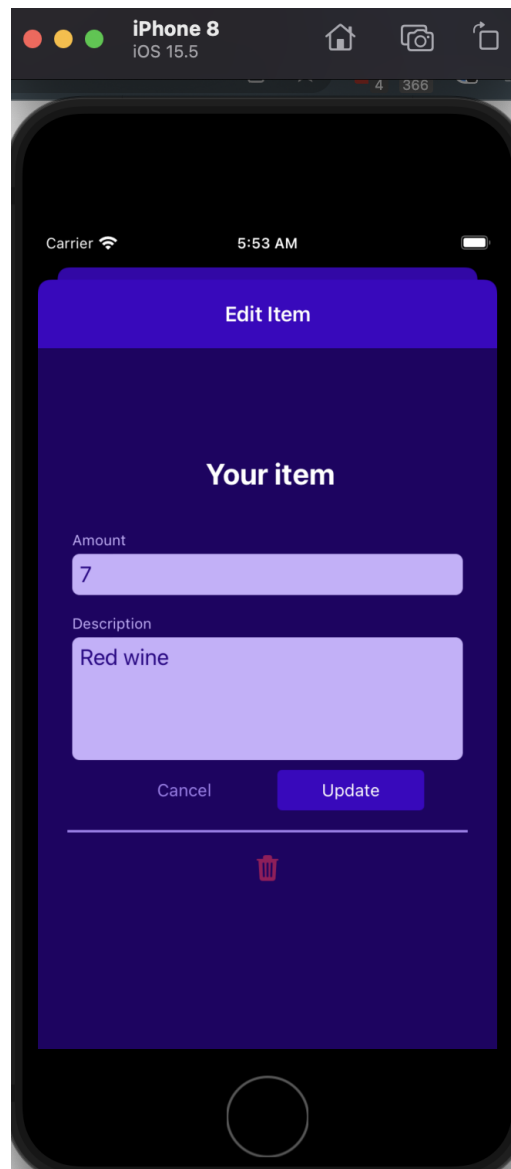 iPhone 8
iOS 15.5
4 366
Carrier 5:53 AM
Edit Item
Your item
Amount
7
Description
Red wine
Cancel Update